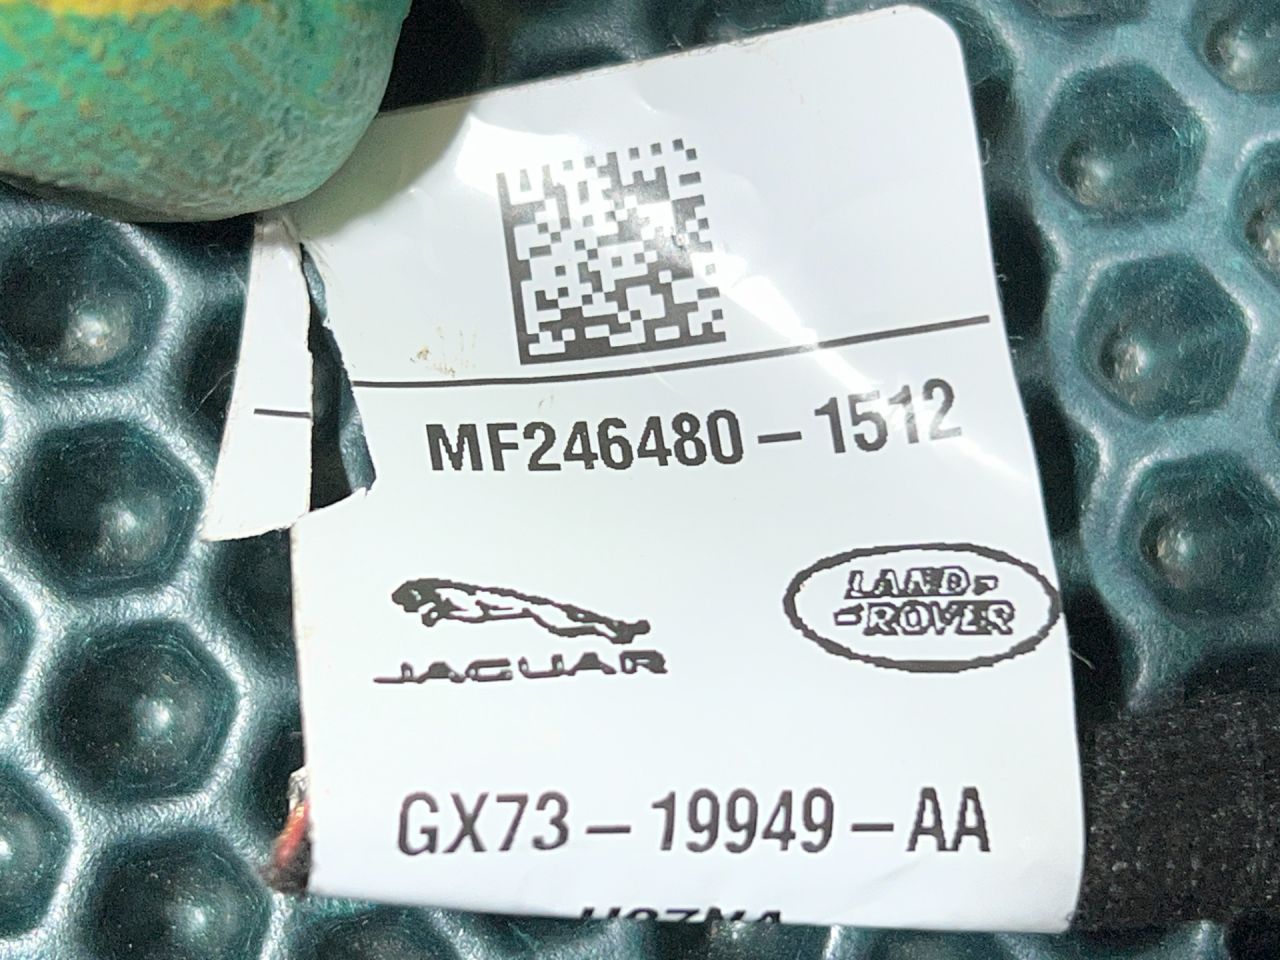 MF246480-1512
JAGUAR
LAND-
-ROVER
GX73-19949-AA